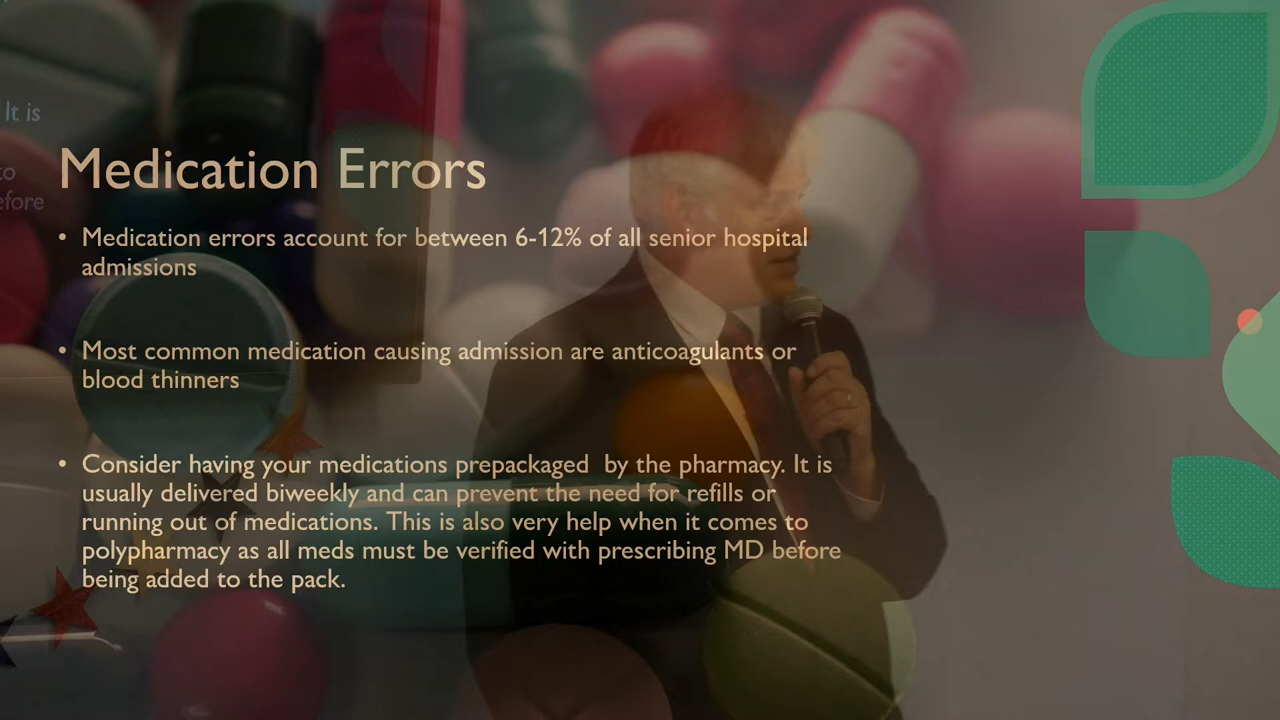 It is
to
efore
Medication Errors
• Medication errors account for between 6-12% of all senior hospital
admissions
• Most common medication causing admission are anticoagulants or
blood thinners
• Consider having your medications prepackaged  by the pharmacy. It is
usually delivered biweekly and can prevent the need for refills or
running out of medications. This is also very help when it comes to
polypharmacy as all meds must be verified with prescribing MD before
being added to the pack.